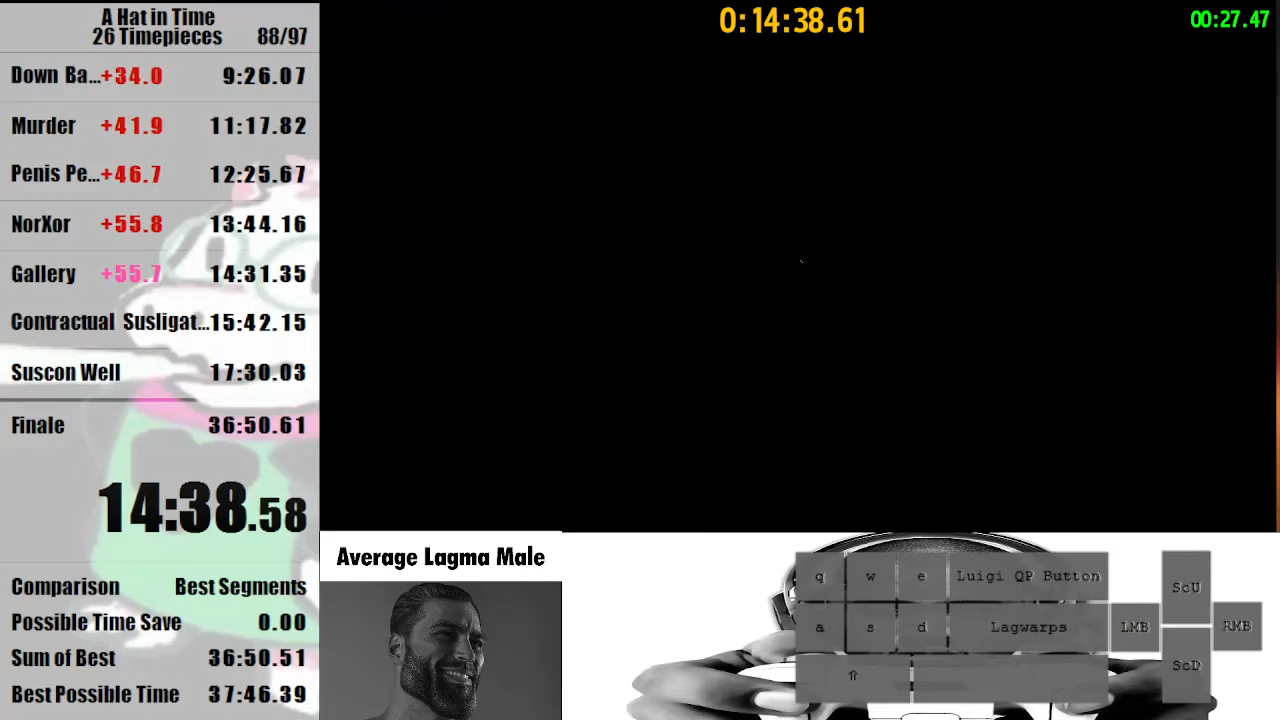 A Hat in Time
26 Timepieces 88/97
Down Ba...+34.0 9:26.07
Murder +41.9 11:17.82
Penis Pe...+46.7 12:25.67
NorXor +55.8 13:44.16
Gallery +55.7 14:31.35
Contractual Susligat...15:42.15
Suscon Well 17:30.03
Finale 36:50.61
14:38.58
Comparison Best Segments
Possible Time Save 0.00
Sum of Best 36:50.51
Best Possible Time 37:46.39
0:14:38.61
00:27.47
Average Lagma Male
q w e Luigi QP Button
a s d Lagwarps
⇧
LMB
ScU
ScD
RMB